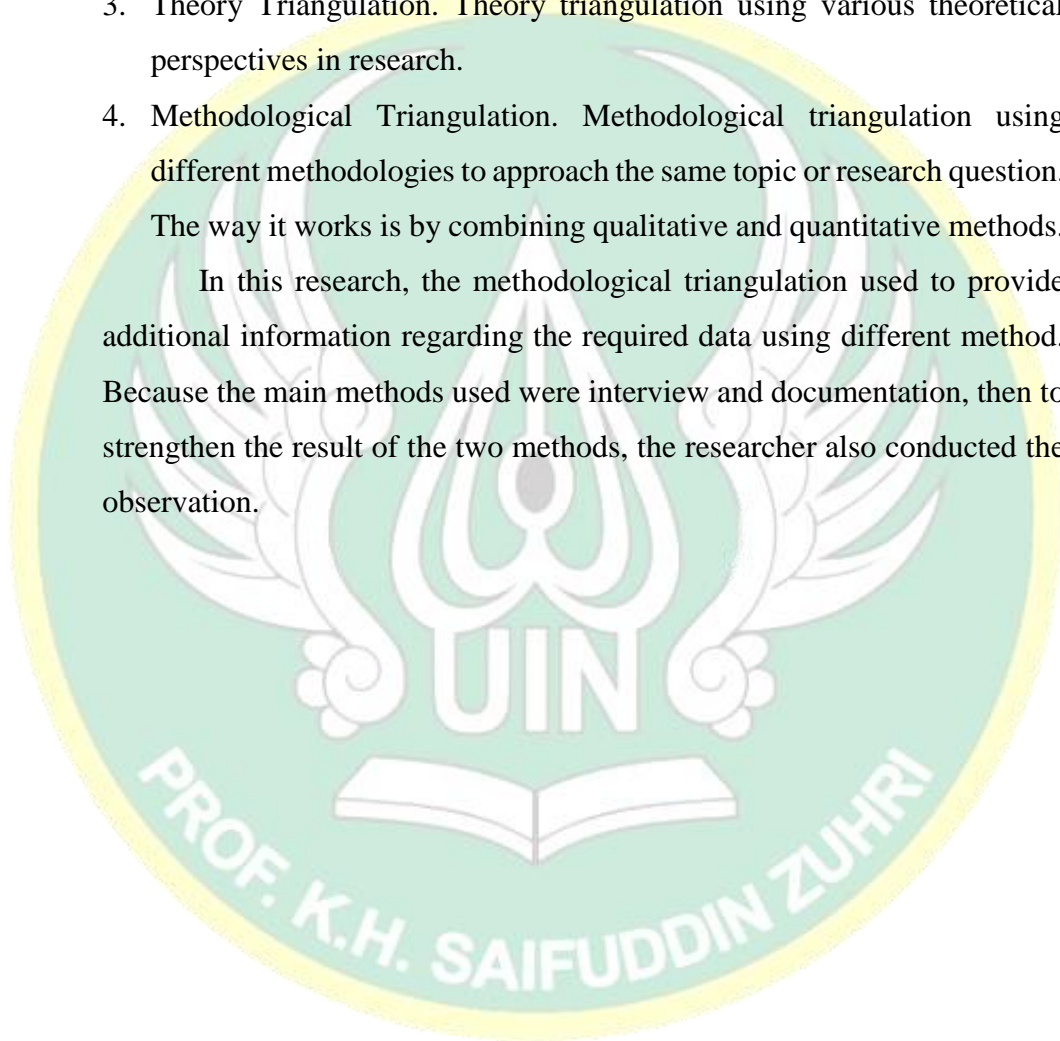 3. Theory Triangulation. Theory triangulation using various theoretical
perspectives in research.
4. Methodological Triangulation. Methodological triangulation using
different methodologies to approach the same topic or research question.
The way it works is by combining qualitative and quantitative methods.
In this research, the methodological triangulation used to provide
additional information regarding the required data using different method.
Because the main methods used were interview and documentation, then to
strengthen the result of the two methods, the researcher also conducted the
observation.
UIN
PROF. K.H. SAIFUDDIN ZUHRI